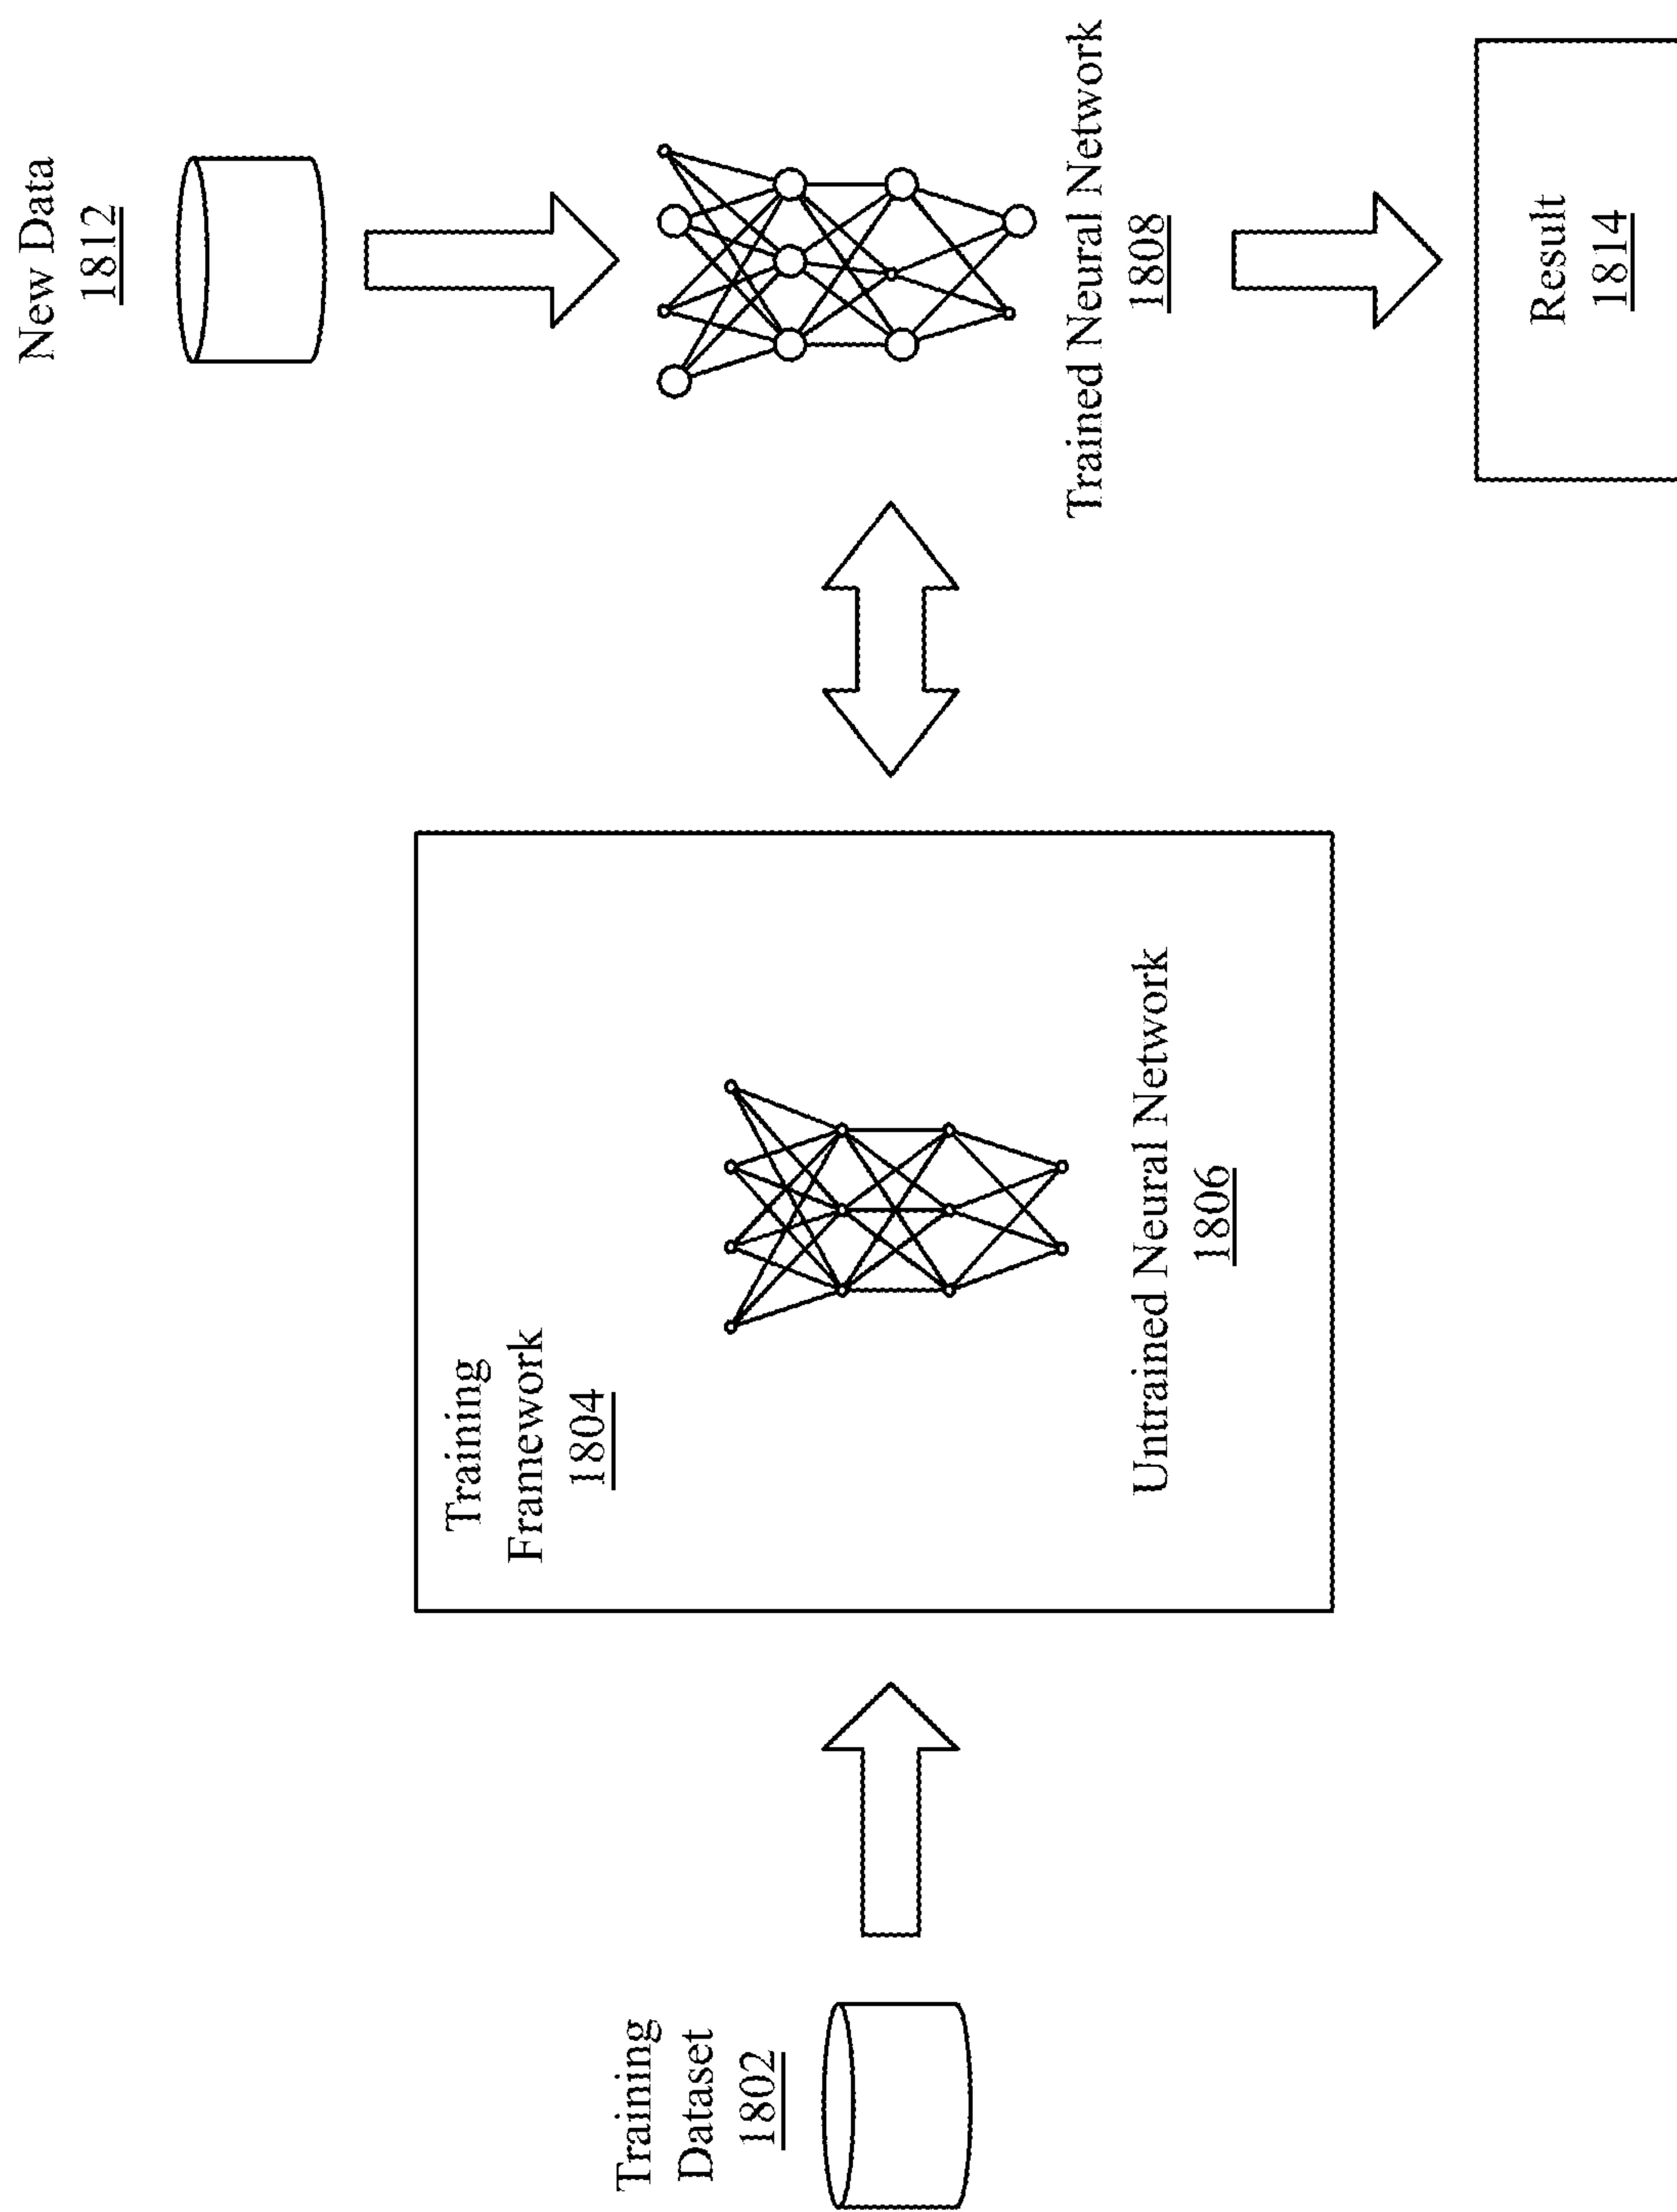 Training
Dataset
1802
Training
Framework
1804
Untrained Neural Network
1806
New Data
1812
Trained Neural Network
1808
Result
1814